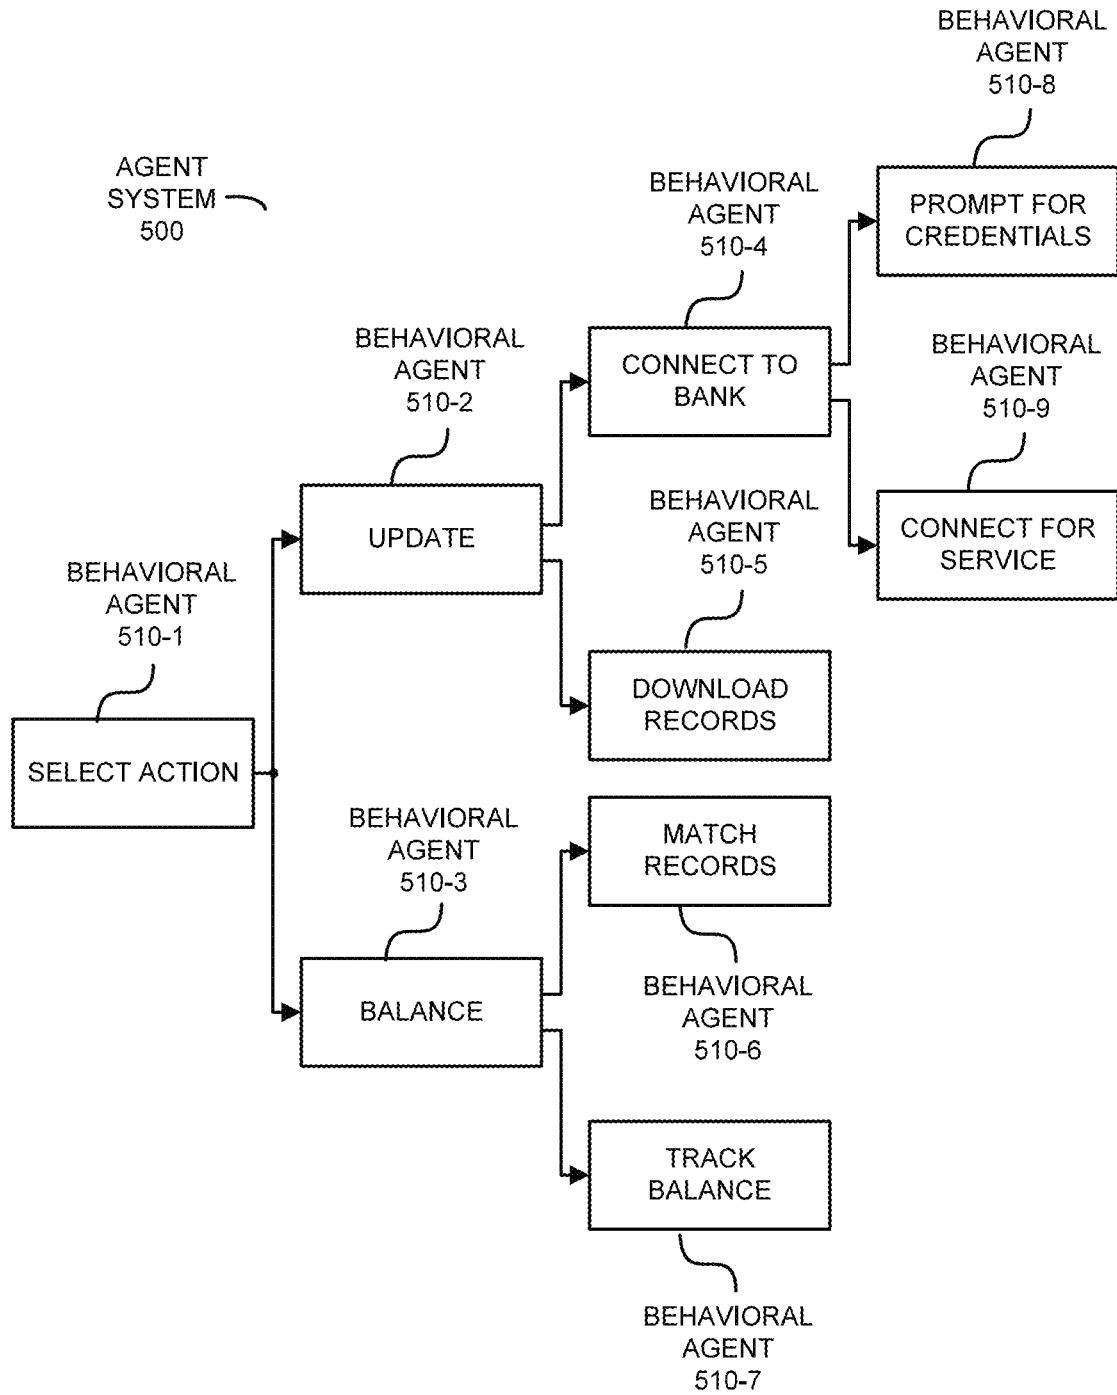 BEHAVIORAL
AGENT
510-8
AGENT
SYSTEM
500
BEHAVIORAL
AGENT
510-4
PROMPT FOR
CREDENTIALS
BEHAVIORAL
AGENT
510-2
CONNECT TO
BANK
BEHAVIORAL
AGENT
510-9
UPDATE
BEHAVIORAL
AGENT
510-5
CONNECT FOR
SERVICE
BEHAVIORAL
AGENT
510-1
DOWNLOAD
RECORDS
SELECT ACTION
BEHAVIORAL
AGENT
510-3
MATCH
RECORDS
BALANCE
BEHAVIORAL
AGENT
510-6
TRACK
BALANCE
BEHAVIORAL
AGENT
510-7